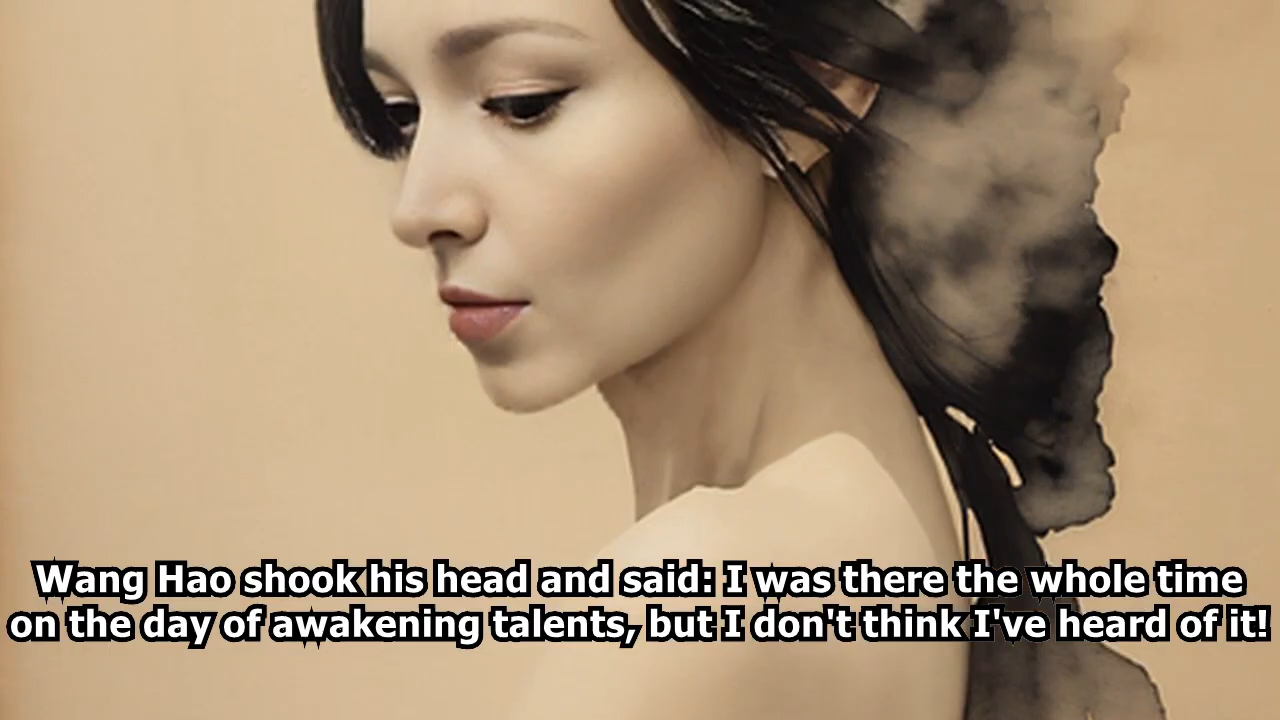 Wang Hao shook his head and said: I was there the whole time
on the day of awakening talents, but I don't think I've heard of it!